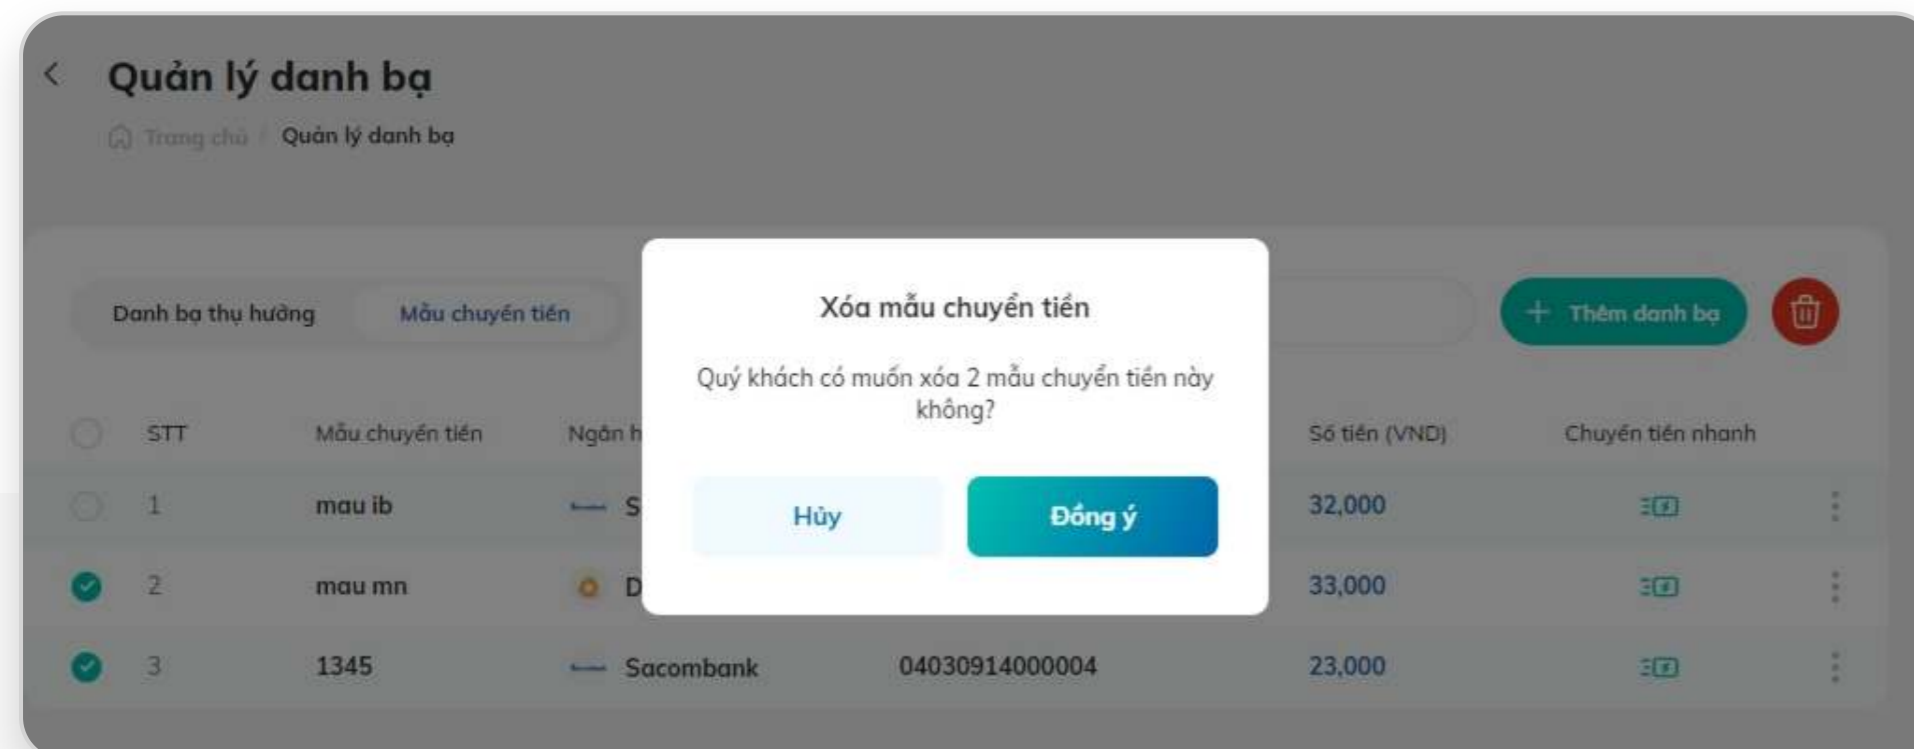 Quản lý danh bạ
Trang chủ / Quản lý danh bạ
Danh bạ thụ hưởng
Mẫu chuyển tiền
+ Thêm danh bạ
Xóa mẫu chuyển tiền
Quý khách có muốn xóa 2 mẫu chuyển tiền này
không?
Hủy
Đồng ý
STT Mẫu chuyển tiền Ngân h Số tiền (VND) Chuyển tiền nhanh
1 mau ib S 32,000
2 mau mn D 33,000
3 1345 Sacombank 04030914000004 23,000